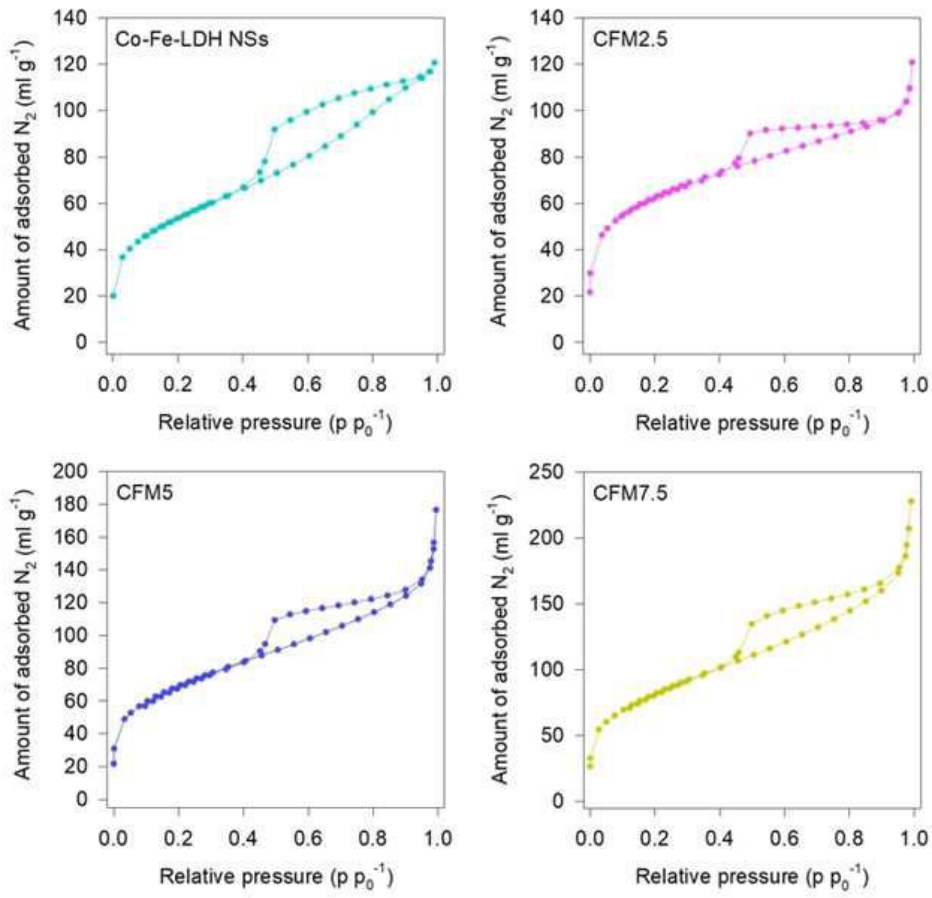 Co-Fe-LDH NSs
Amount of adsorbed N₂ (ml g⁻¹)
140
120
100
80
60
40
20
0
0.0 0.2 0.4 0.6 0.8 1.0
Relative pressure (p p₀⁻¹)
CFM2.5
Amount of adsorbed N₂ (ml g⁻¹)
140
120
100
80
60
40
20
0
0.0 0.2 0.4 0.6 0.8 1.0
Relative pressure (p p₀⁻¹)
CFM5
Amount of adsorbed N₂ (ml g⁻¹)
200
180
160
140
120
100
80
60
40
20
0
0.0 0.2 0.4 0.6 0.8 1.0
Relative pressure (p p₀⁻¹)
CFM7.5
Amount of adsorbed N₂ (ml g⁻¹)
250
200
150
100
50
0
0.0 0.2 0.4 0.6 0.8 1.0
Relative pressure (p p₀⁻¹)